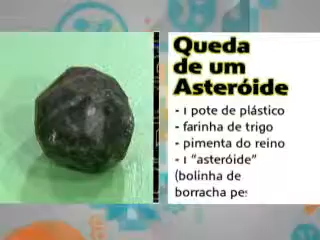 Queda
de um
Asteróide
- 1 pote de plástico
- farinha de trigo
- pimenta do reino
- 1 “asteróide”
(bolinha de
borracha pe